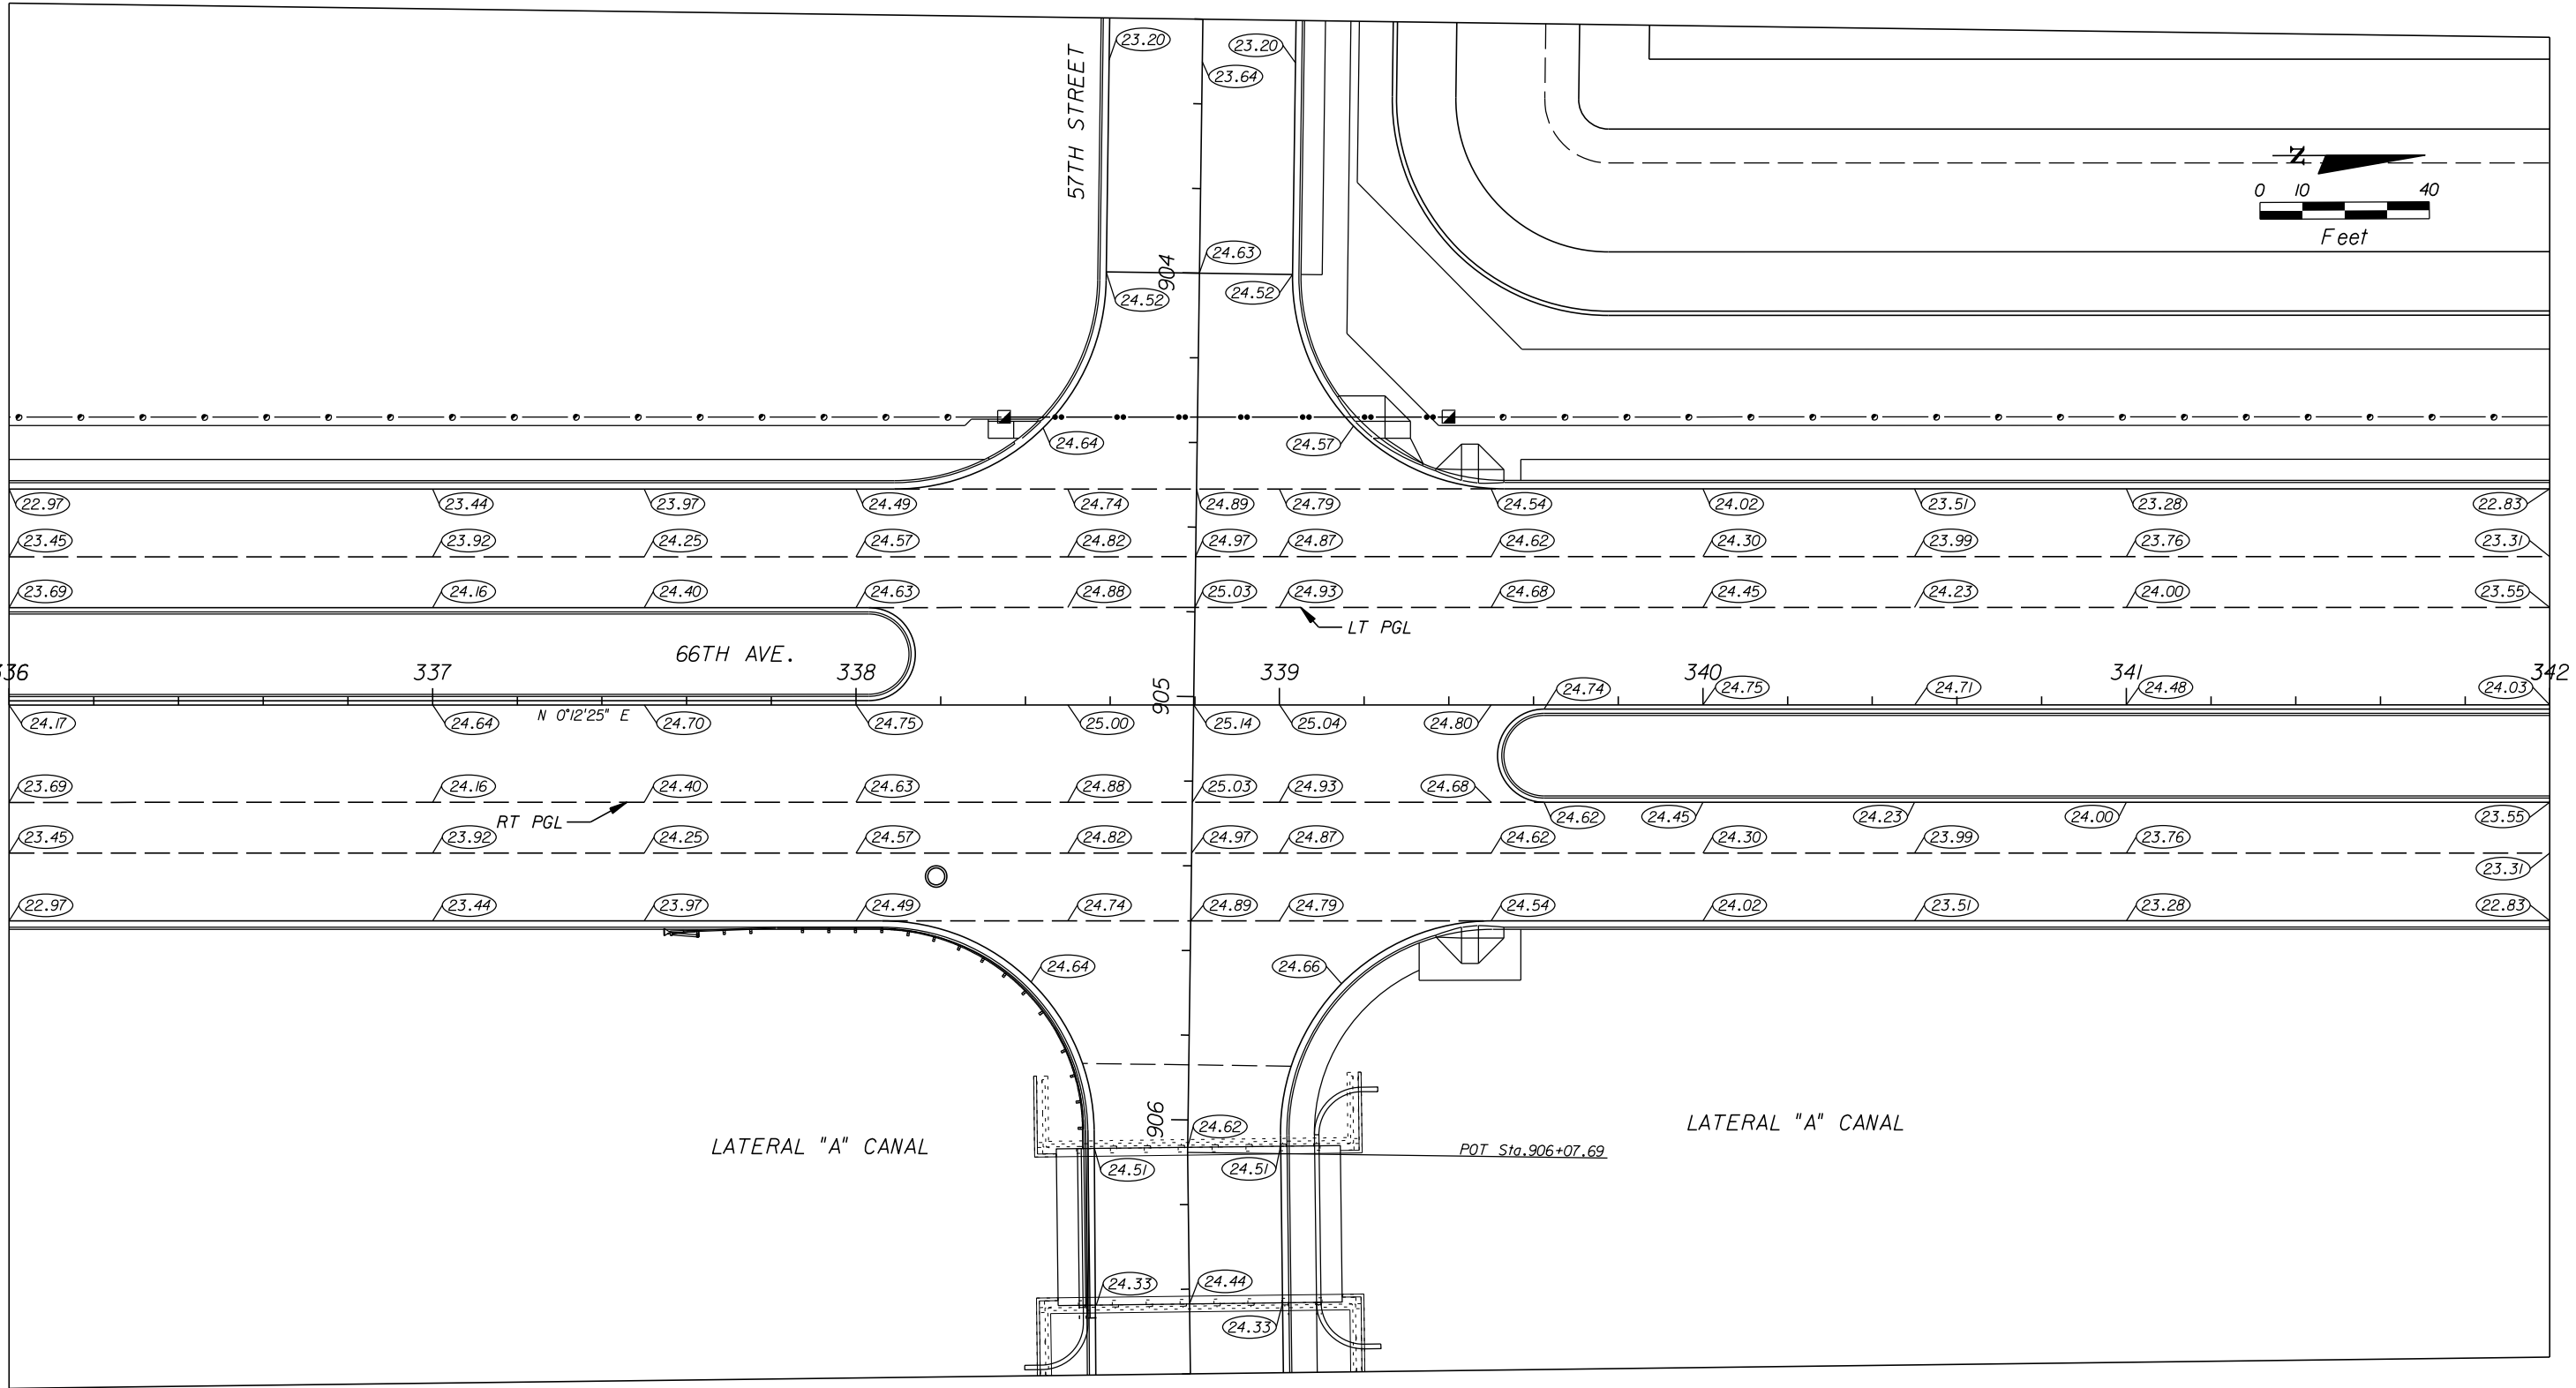 57TH STREET
23.20
23.20
23.64
Z
0 10 40
Feet
904
24.63
24.52
24.52
24.64
24.57
22.97 23.44 23.97 24.49 24.74 24.89 24.79 24.54 24.02 23.51 23.28 22.83
23.45 23.92 24.25 24.57 24.82 24.97 24.87 24.62 24.30 23.99 23.76 23.31
23.69 24.16 24.40 24.63 24.88 25.03 24.93 24.68 24.45 24.23 24.00 23.55
LT PGL
66TH AVE.
336 337 338 339 340 341 342
905
24.74 24.75 24.71 24.48 24.03
N 0°12'25" E
24.17 24.64 24.70 24.75 25.00 25.14 25.04 24.80
23.69 24.16 24.40 24.63 24.88 25.03 24.93 24.68
RT PGL
24.62 24.45 24.23 24.00 23.55
23.45 23.92 24.25 24.57 24.82 24.97 24.87 24.62 24.30 23.99 23.76
23.31
22.97 23.44 23.97 24.49 24.74 24.89 24.79 24.54 24.02 23.51 23.28 22.83
24.64 24.66
906
24.62
LATERAL "A" CANAL
LATERAL "A" CANAL
POT Sta.906+07.69
24.51 24.51
24.33 24.44
24.33